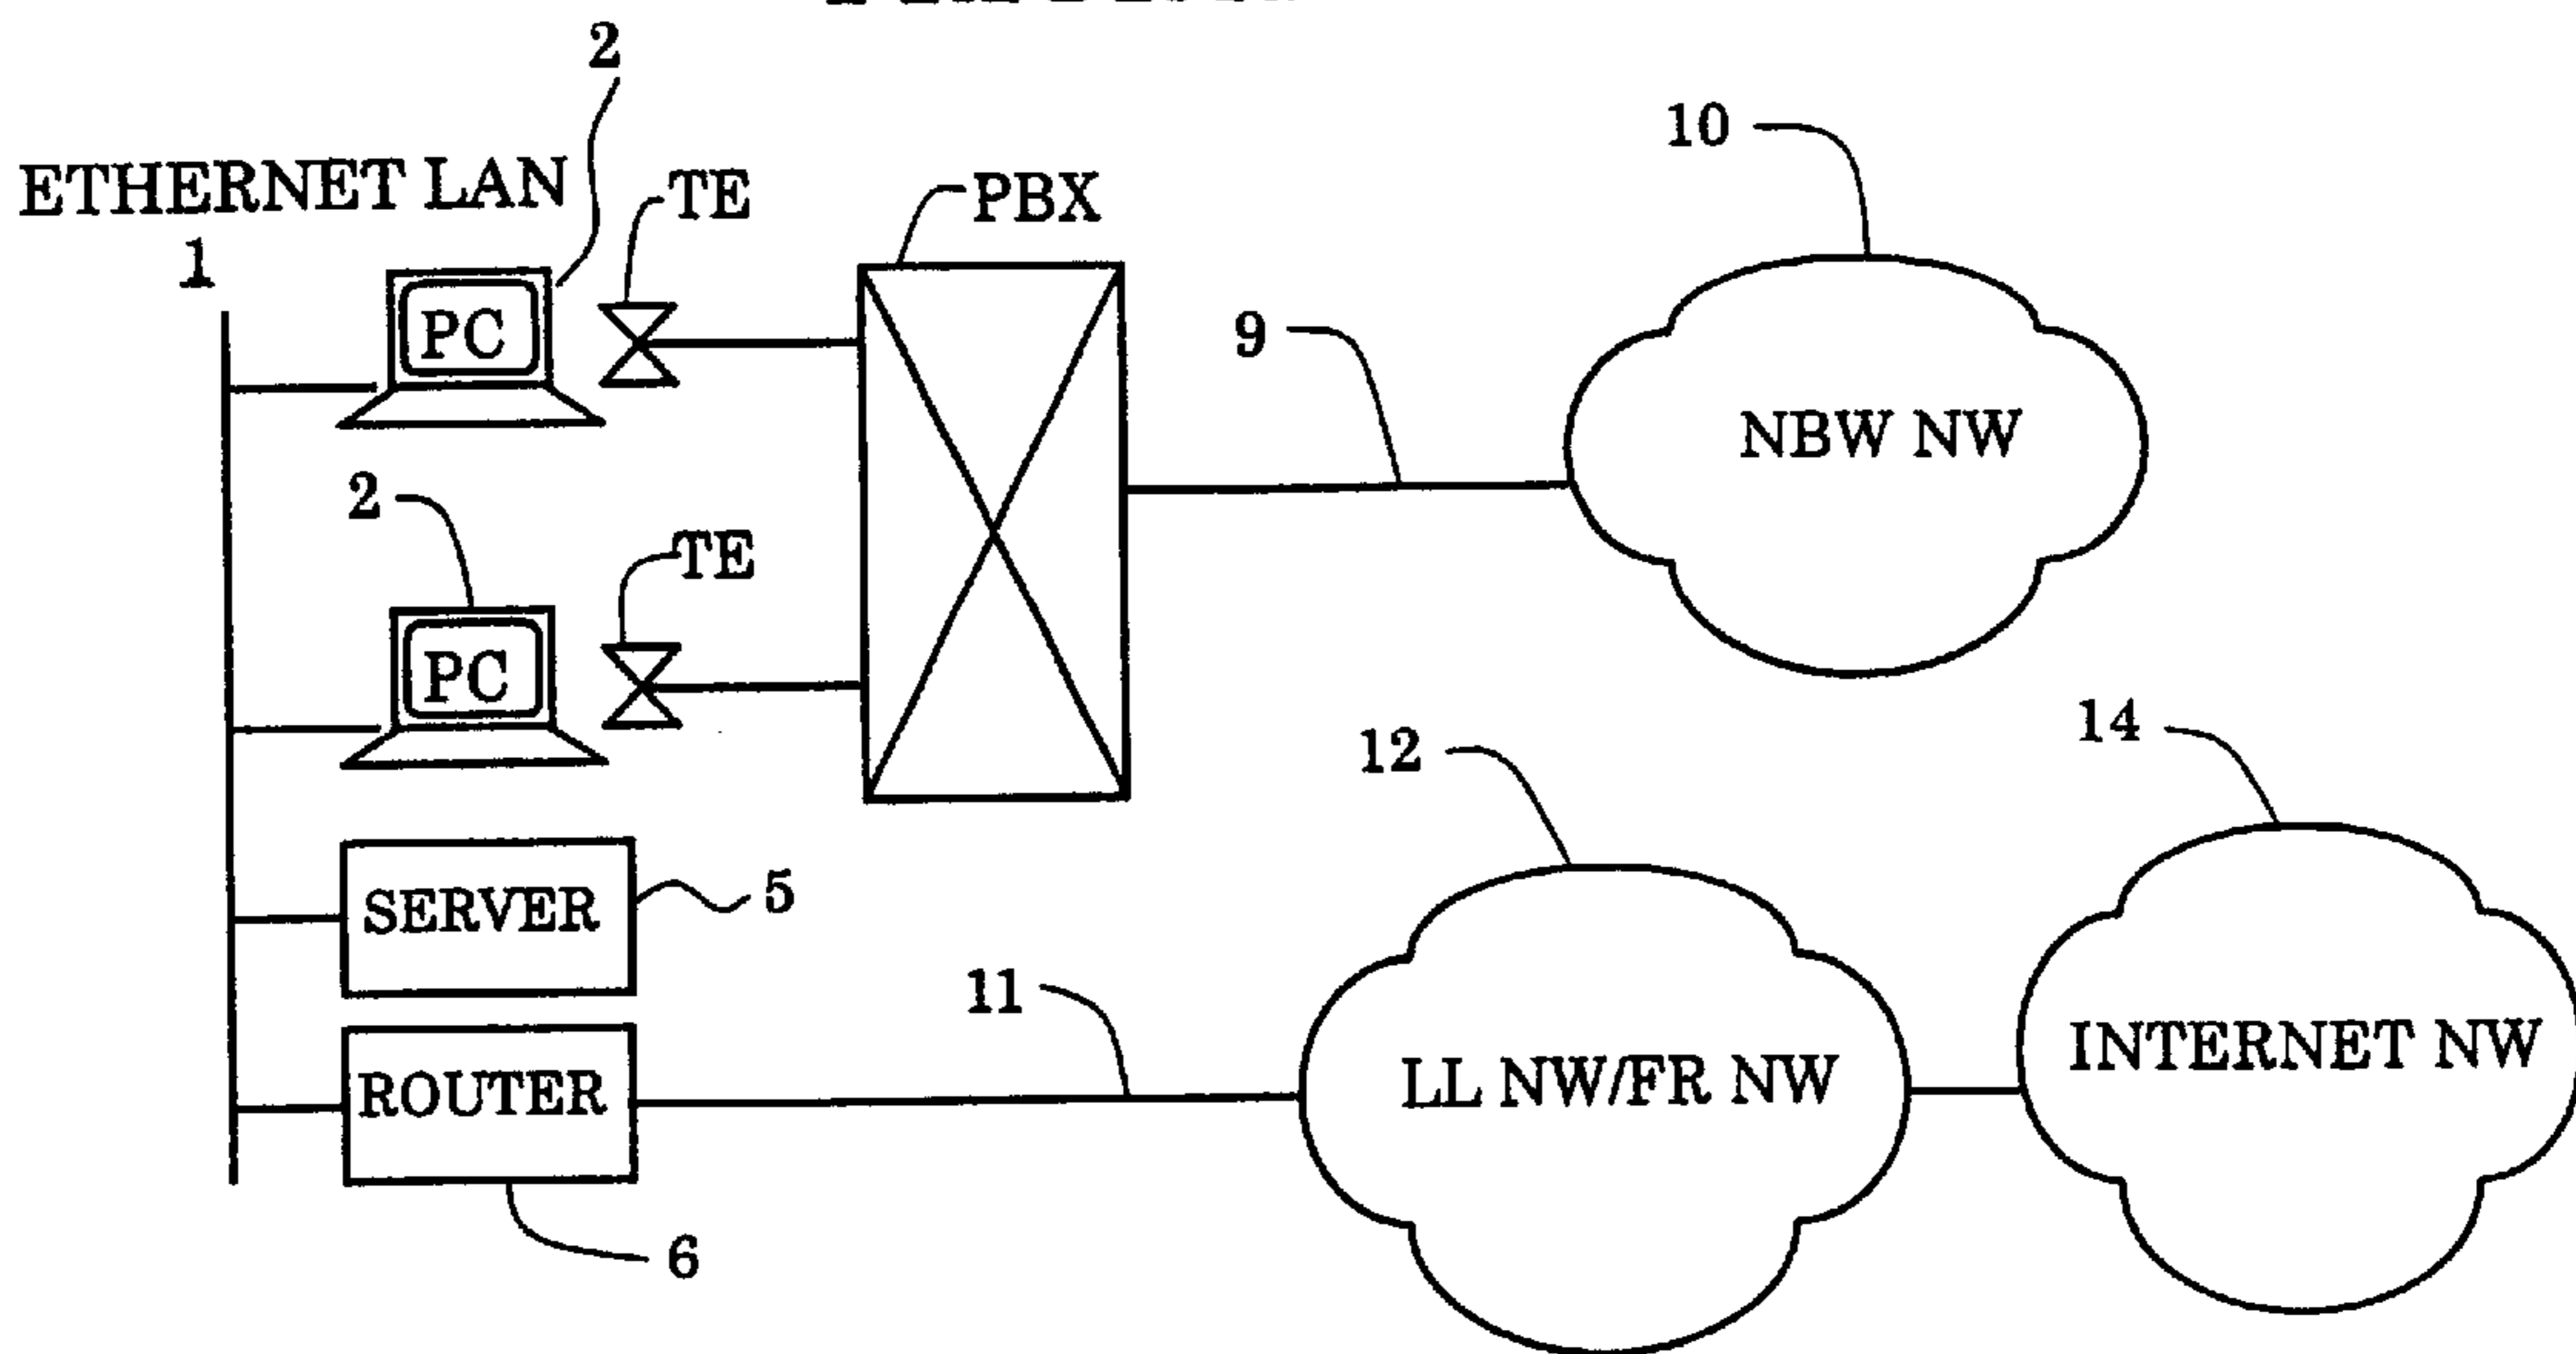 2
10
ETHERNET LAN
1
TE
PBX
PC
9
NBW NW
2
TE
PC
12
14
SERVER
5
11
INTERNET NW
LL NW/FR NW
ROUTER
6